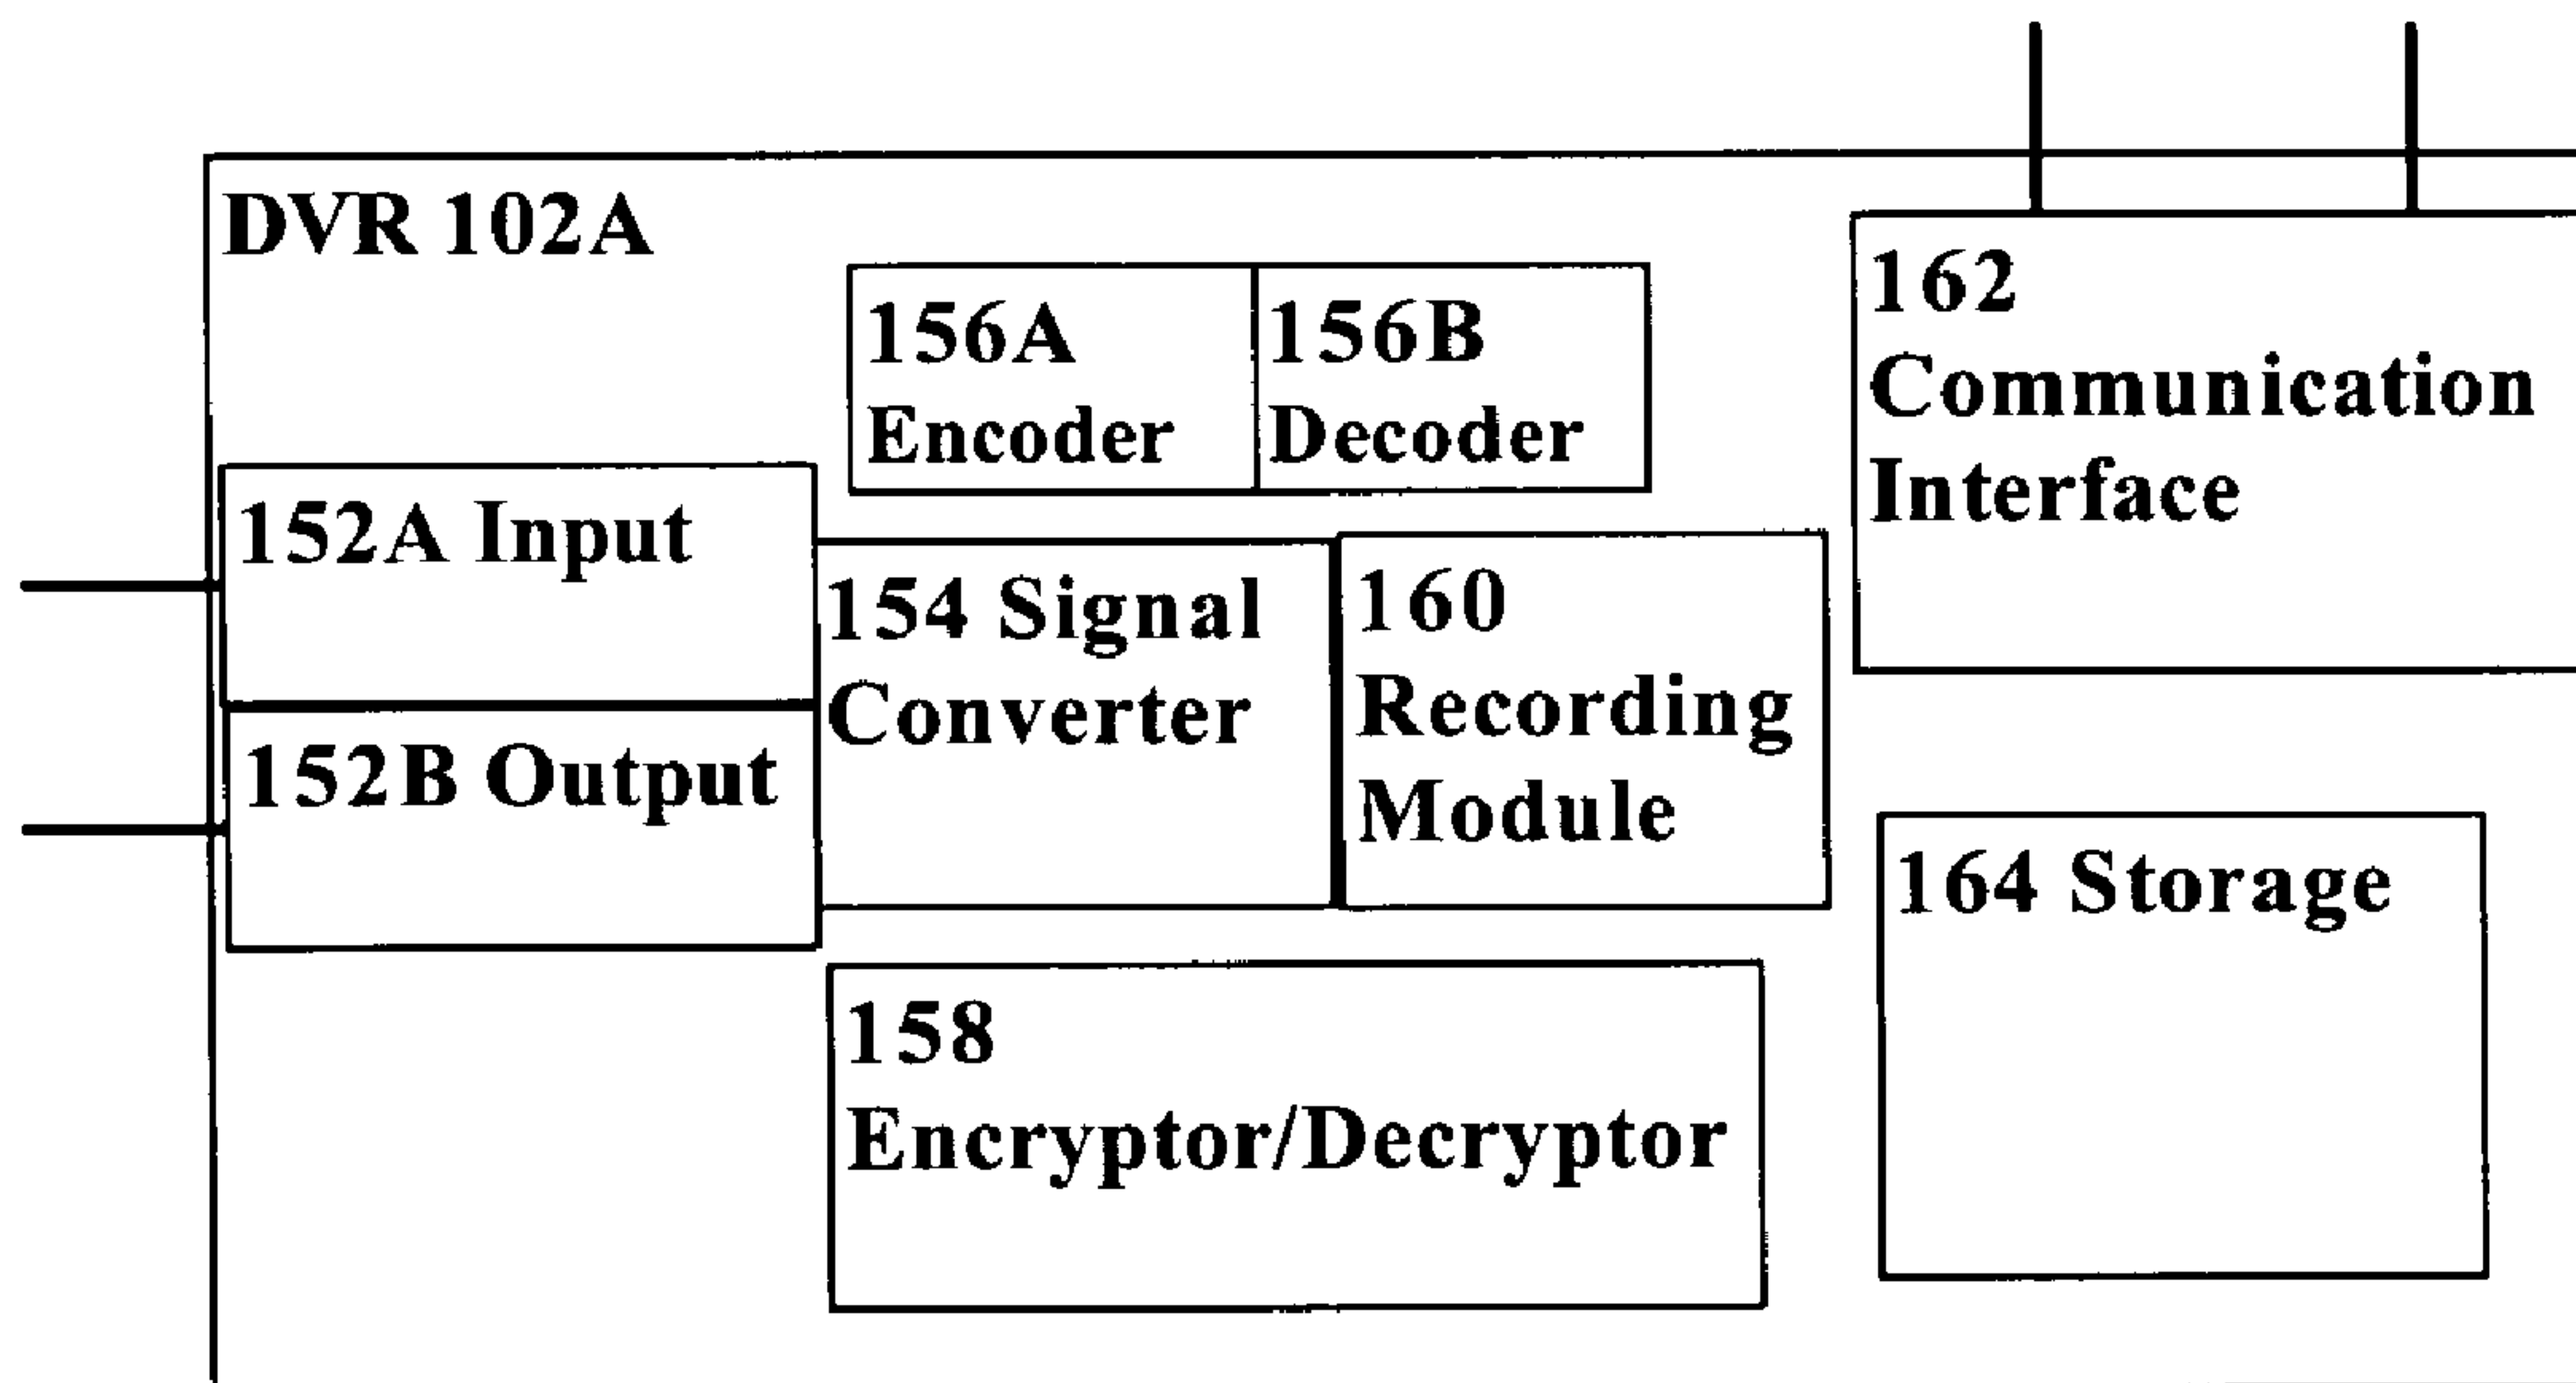 DVR 102A
156A
Encoder
156B
Decoder
162
Communication
Interface
152A Input
154 Signal
Converter
160
Recording
Module
152B Output
164 Storage
158
Encryptor/Decryptor